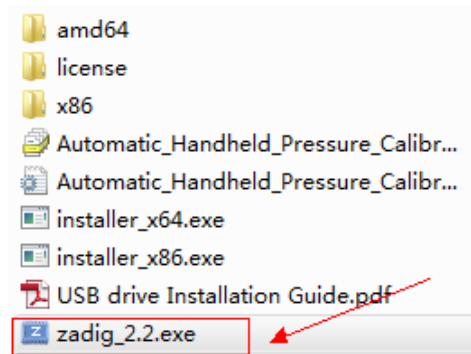 amd64
license
x86
Automatic_Handheld_Pressure_Calibr...
Automatic_Handheld_Pressure_Calibr...
installer_x64.exe
installer_x86.exe
USB drive Installation Guide.pdf
zadig_2.2.exe